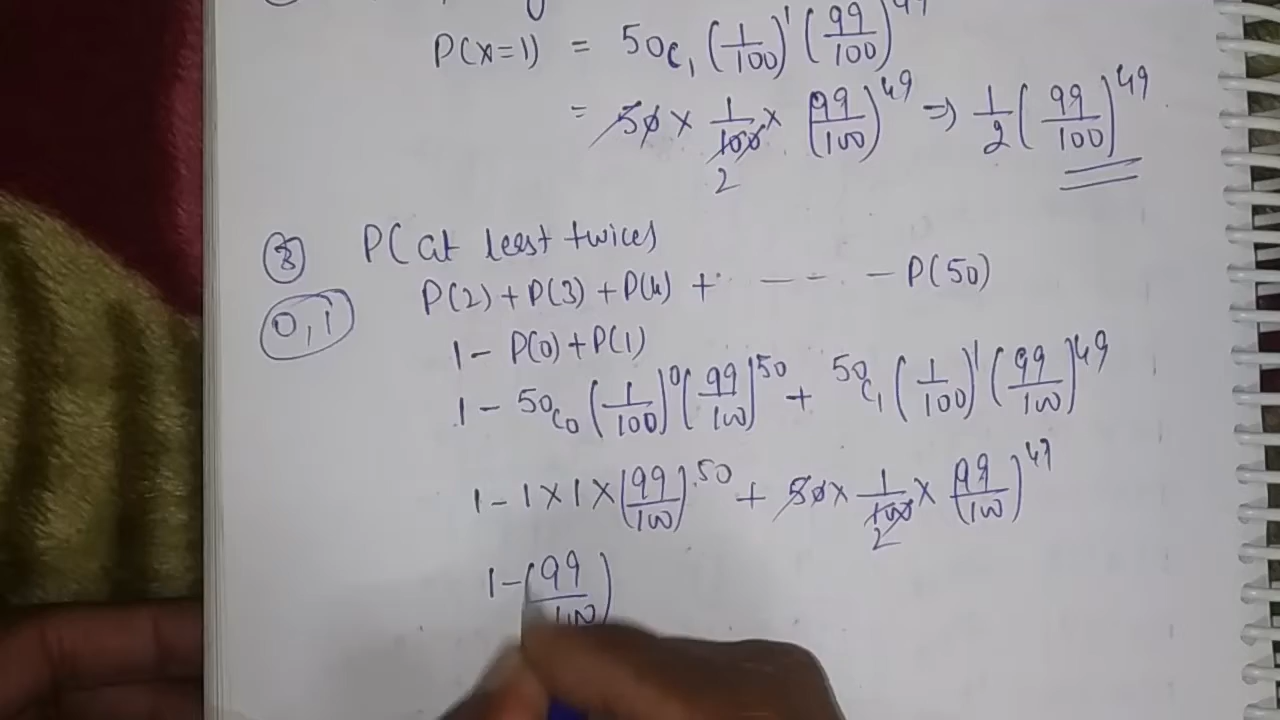 P(x=1) = 50C₁ (1/100)¹ (99/100)⁴⁹
= 50 × 1/100 × (99/100)⁴⁹ ⇒ 1/2 (99/100)⁴⁹
2
③ P(at least twices)
P(2) + P(3) + P(4) + - - - P(50)
0, 1
1 - P(0) + P(1)
1 - 50C₀ (1/100)⁰ (99/100)⁵⁰ + 50C₁ (1/100)¹ (99/100)⁴⁹
1 - 1 × 1 × (99/100)⁵⁰ + 50 × 1/100 × (99/100)⁴⁹
2
1 - (99/100)